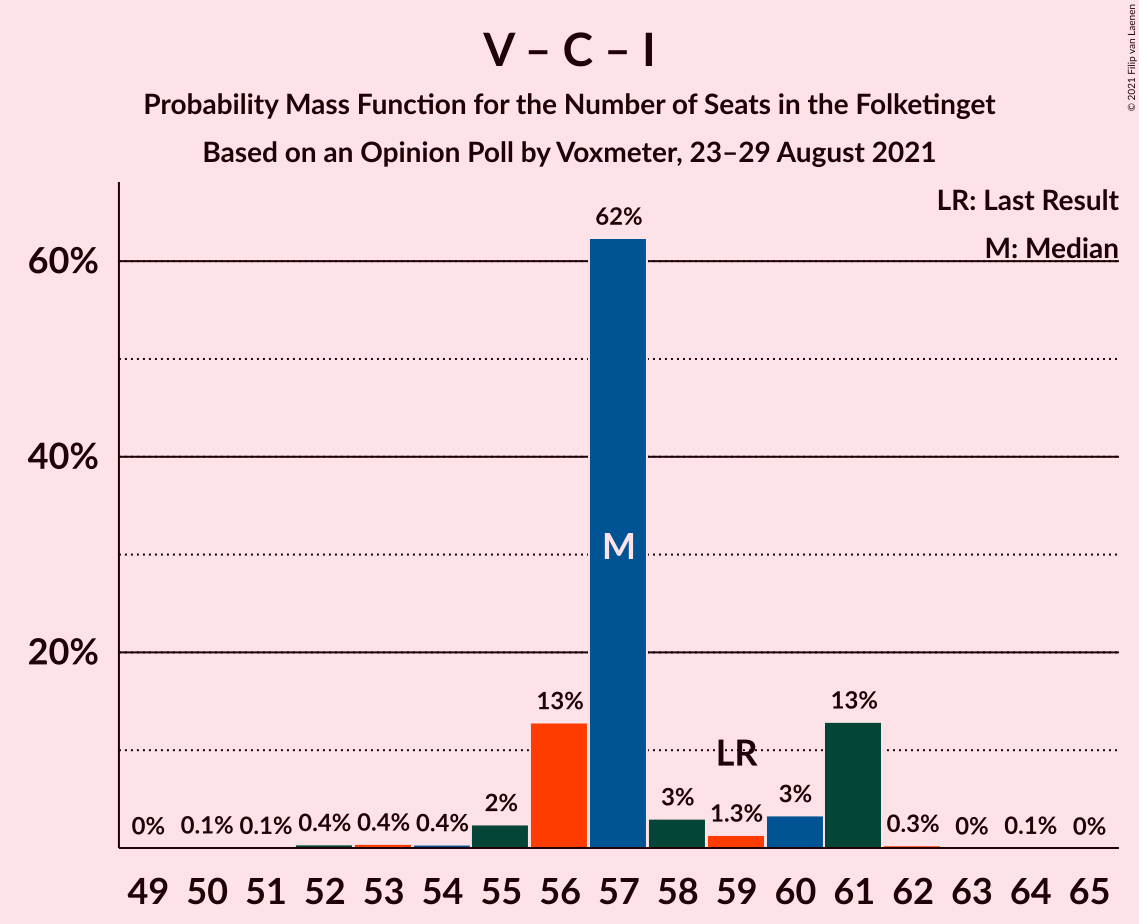 V – C – I
Probability Mass Function for the Number of Seats in the Folketinget
Based on an Opinion Poll by Voxmeter, 23–29 August 2021
© 2021 Filip van Laenen
LR: Last Result
M: Median
60%
40%
20%
0% 0.1% 0.1% 0.4% 0.4% 0.4% 2% 13% 62% 3% 1.3% 3% 13% 0.3% 0% 0.1% 0%
M
LR
49 50 51 52 53 54 55 56 57 58 59 60 61 62 63 64 65